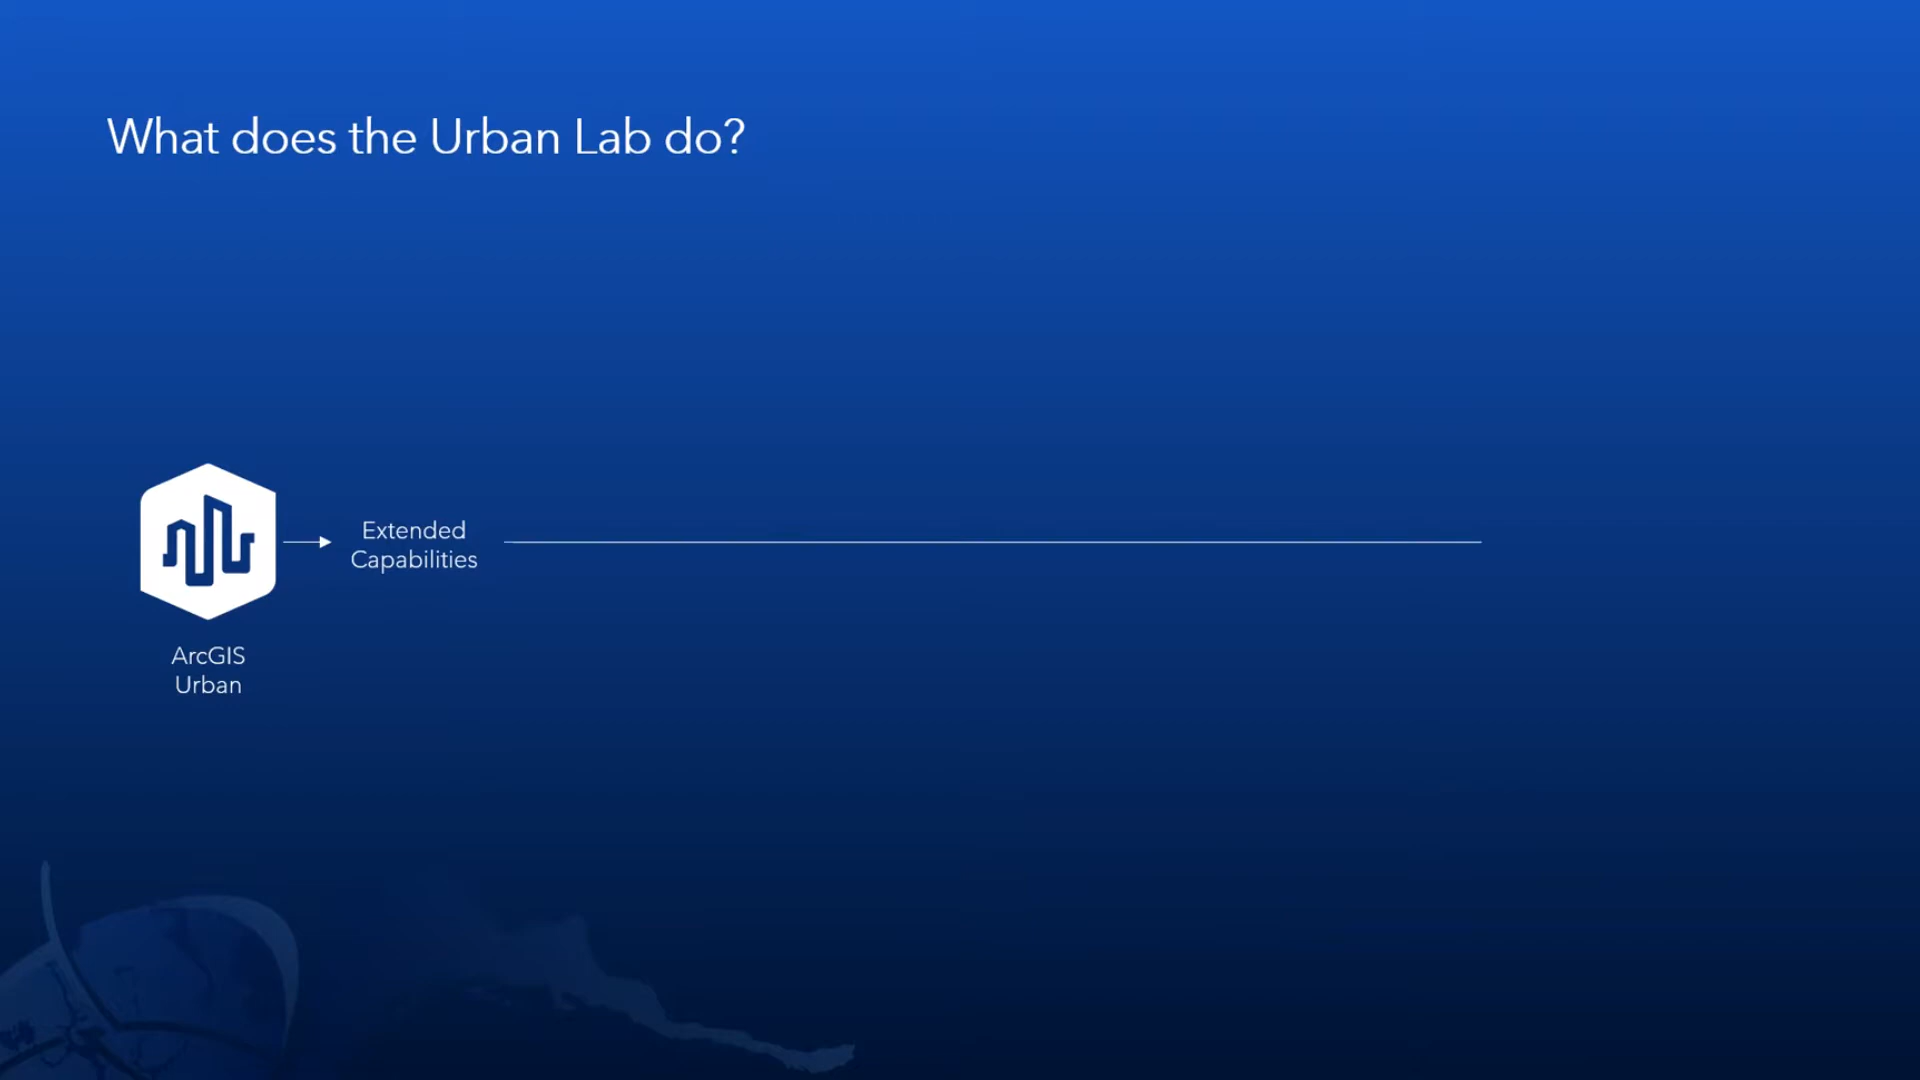 What does the Urban Lab do?
Extended
Capabilities
ArcGIS
Urban